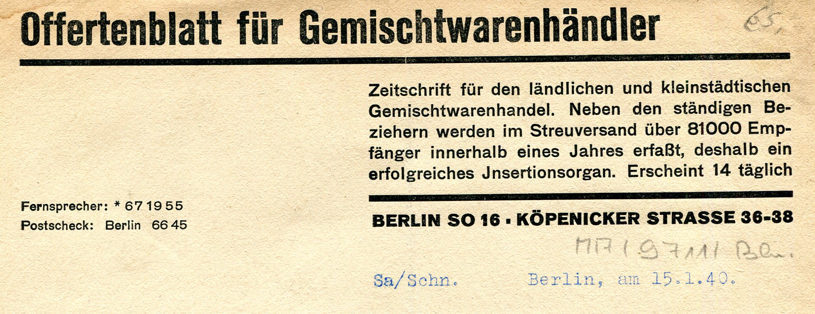 Offertenblatt für Gemischtwarenhändler
65.
Zeitschrift für den ländlichen und kleinstädtischen
Gemischtwarenhandel. Neben den ständigen Be-
ziehern werden im Streuversand über 81000 Emp-
fänger innerhalb eines Jahres erfaßt, deshalb ein
erfolgreiches Jnsertionsorgan. Erscheint 14 täglich
Fernsprecher: * 67 19 55
Postscheck: Berlin 66 45
BERLIN SO 16 · KÖPENICKER STRASSE 36-38
Sa/Schn. Berlin, am 15.1.40.